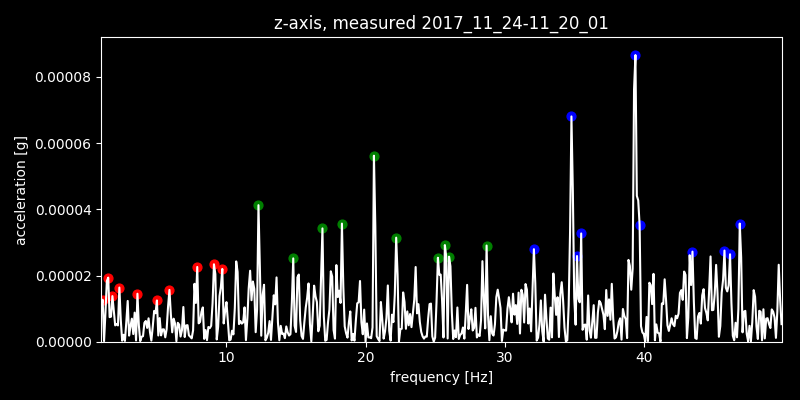 z-axis, measured 2017_11_24-11_20_01
acceleration [g]
0.00008
0.00006
0.00004
0.00002
0.00000
10 20 30 40
frequency [Hz]